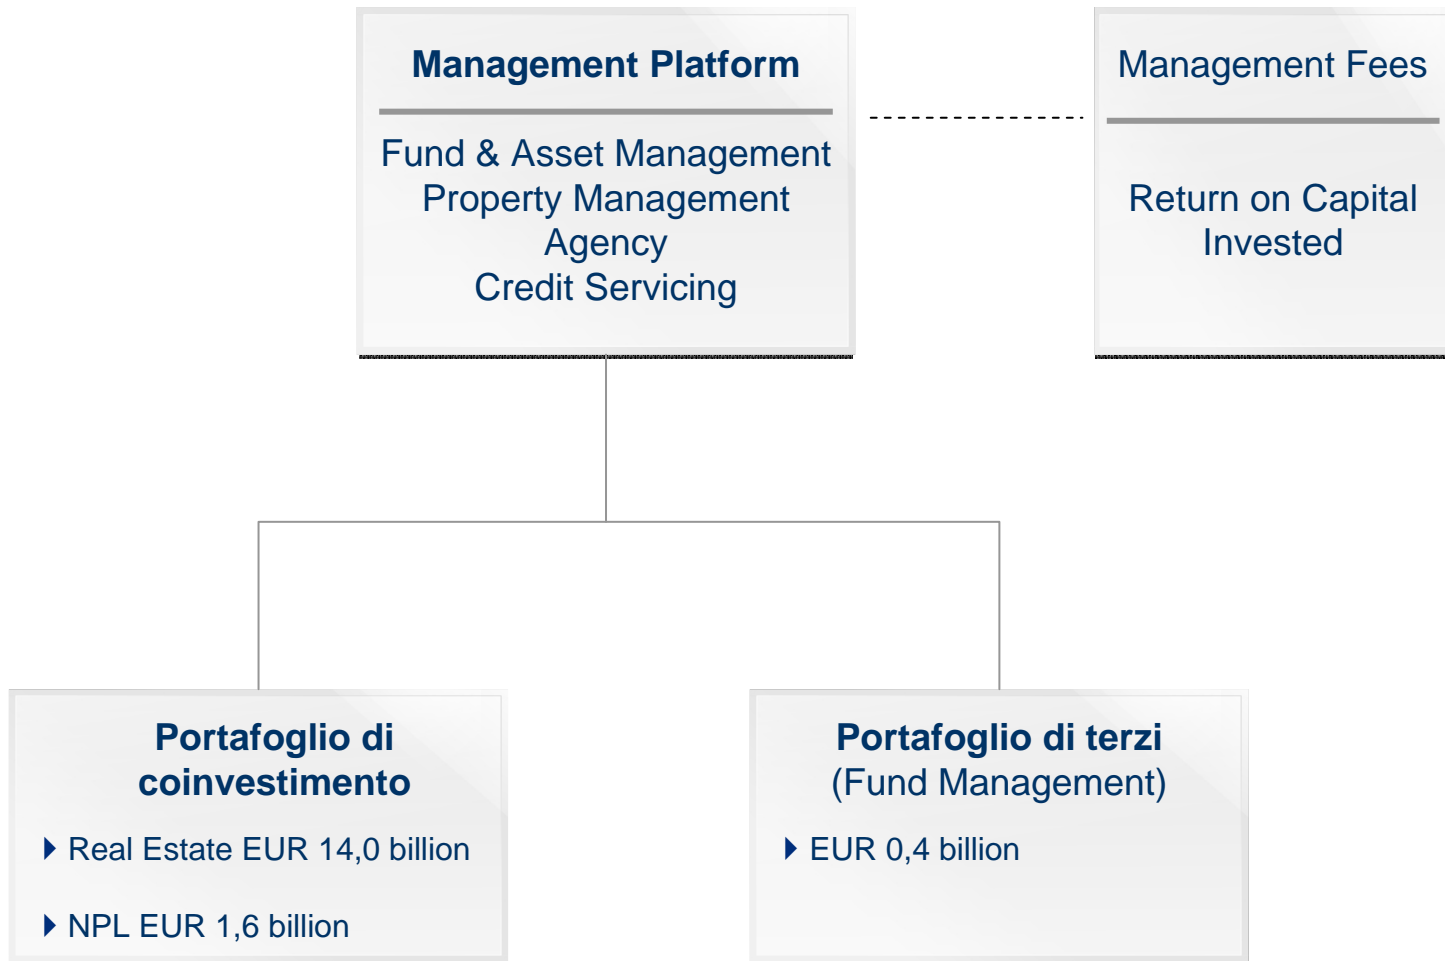 Management Platform
Fund & Asset Management
Property Management
Agency
Credit Servicing
Management Fees
Return on Capital
Invested
Portafoglio di
coinvestimento
Real Estate EUR 14,0 billion
NPL EUR 1,6 billion
Portafoglio di terzi
(Fund Management)
EUR 0,4 billion